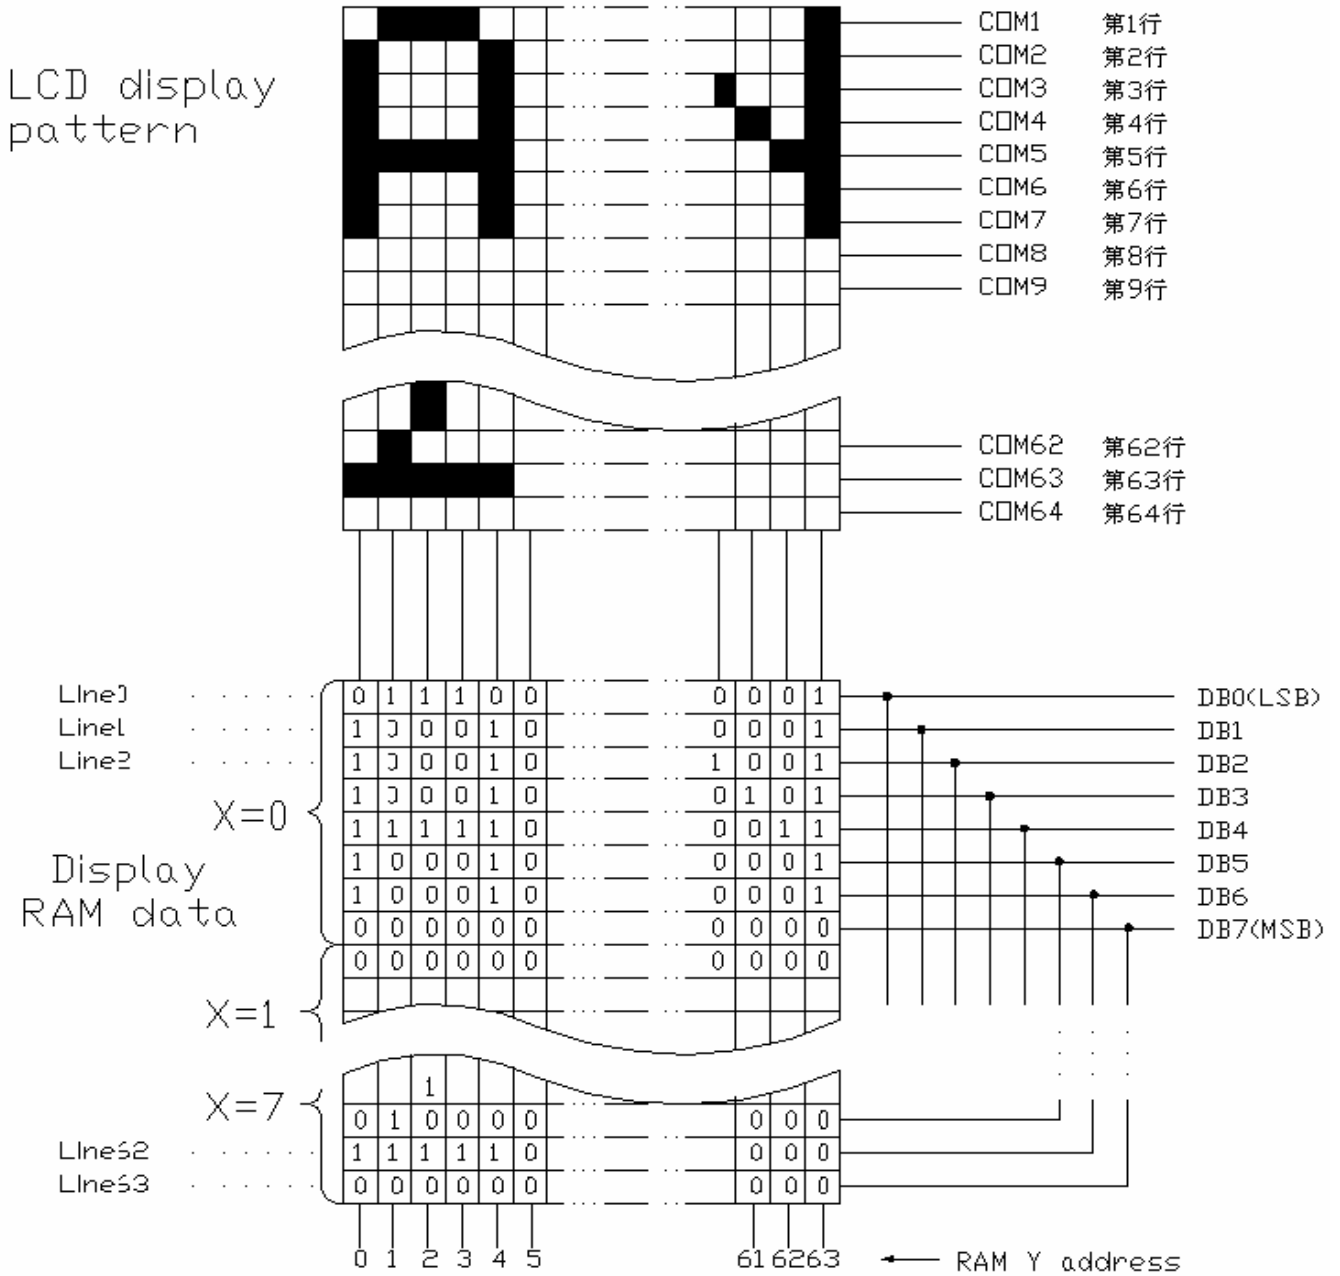 COM1 第1行
COM2 第2行
LCD display
pattern
COM3 第3行
COM4 第4行
COM5 第5行
COM6 第6行
COM7 第7行
COM8 第8行
COM9 第9行
COM62 第62行
COM63 第63行
COM64 第64行
0 1 1 1 0 0 0 0 0 1 DB0(LSB)
Line1 1 0 0 0 1 0 0 0 0 1 DB1
Line2 1 0 0 0 1 0 1 0 0 1 DB2
1 0 0 0 1 0 0 1 0 1 DB3
X=0
1 1 1 1 1 0 0 0 1 1 DB4
Display
RAM data
1 0 0 0 1 0 0 0 0 1 DB5
1 0 0 0 1 0 0 0 0 1 DB6
0 0 0 0 0 0 0 0 0 0 DB7(MSB)
0 0 0 0 0 0 0 0 0 0
X=1
1
X=7
0 1 0 0 0 0 0 0 0
LIne62 1 1 1 1 1 0 0 0 0
LIne63 0 0 0 0 0 0 0 0 0
0 1 2 3 4 5 61 62 63 RAM Y address